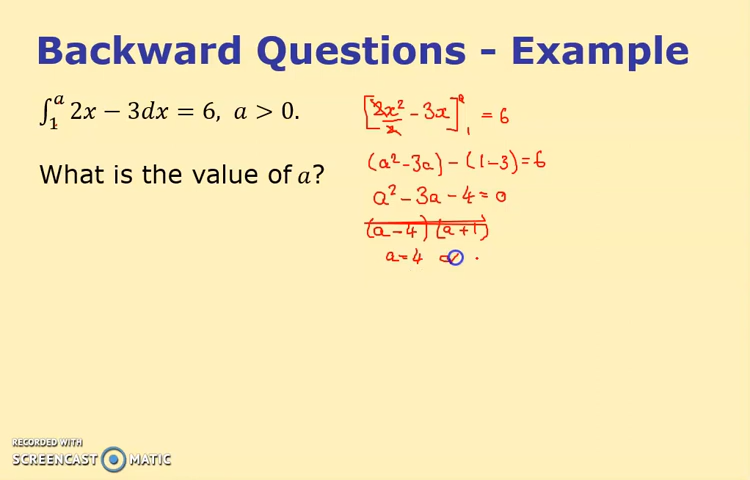 Backward Questions - Example
∫₁ᵃ 2x − 3dx = 6, a > 0.
What is the value of a?
[2x²/2 − 3x]₁ᵃ = 6
(a² − 3a) − (1 − 3) = 6
a² − 3a − 4 = 0
(a − 4) (a + 1)
a = 4
RECORDED WITH
SCREENCAST MATIC